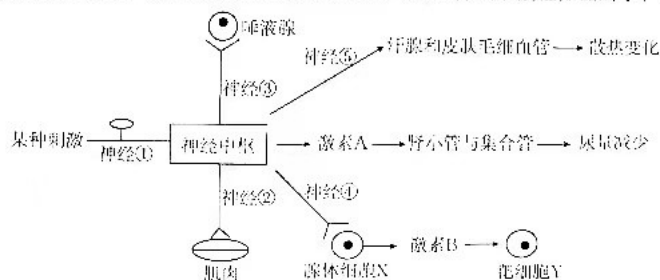 唾液腺
神经⑤
汗腺和皮肤毛细血管
散热变化
神经③
某种刺激
神经①
神经中枢
激素A
肾小管与集合管
尿量减少
神经②
神经④
肌肉
腺体细胞X
激素B
靶细胞Y